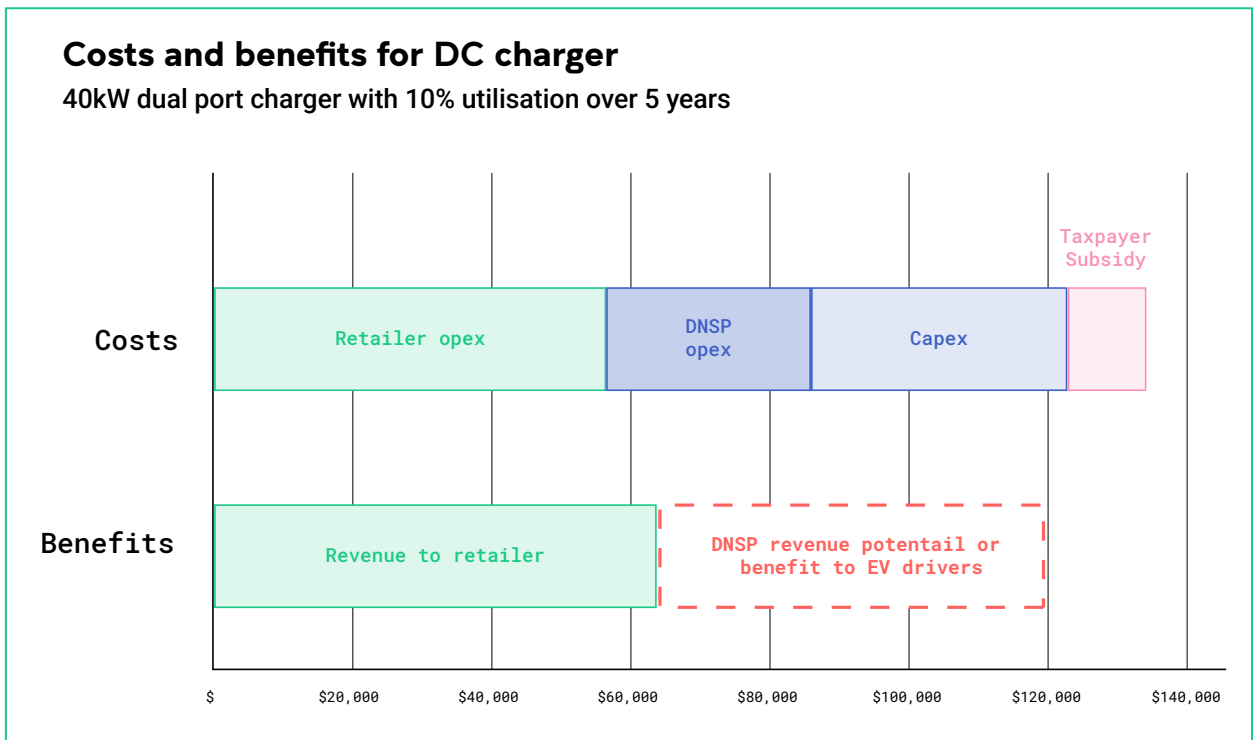 Costs and benefits for DC charger
40kW dual port charger with 10% utilisation over 5 years
Taxpayer
Subsidy
Costs
Retailer opex
DNSP
opex
Capex
Benefits
Revenue to retailer
DNSP revenue potentail or
benefit to EV drivers
$
$20,000
$40,000
$60,000
$80,000
$100,000
$120,000
$140,000